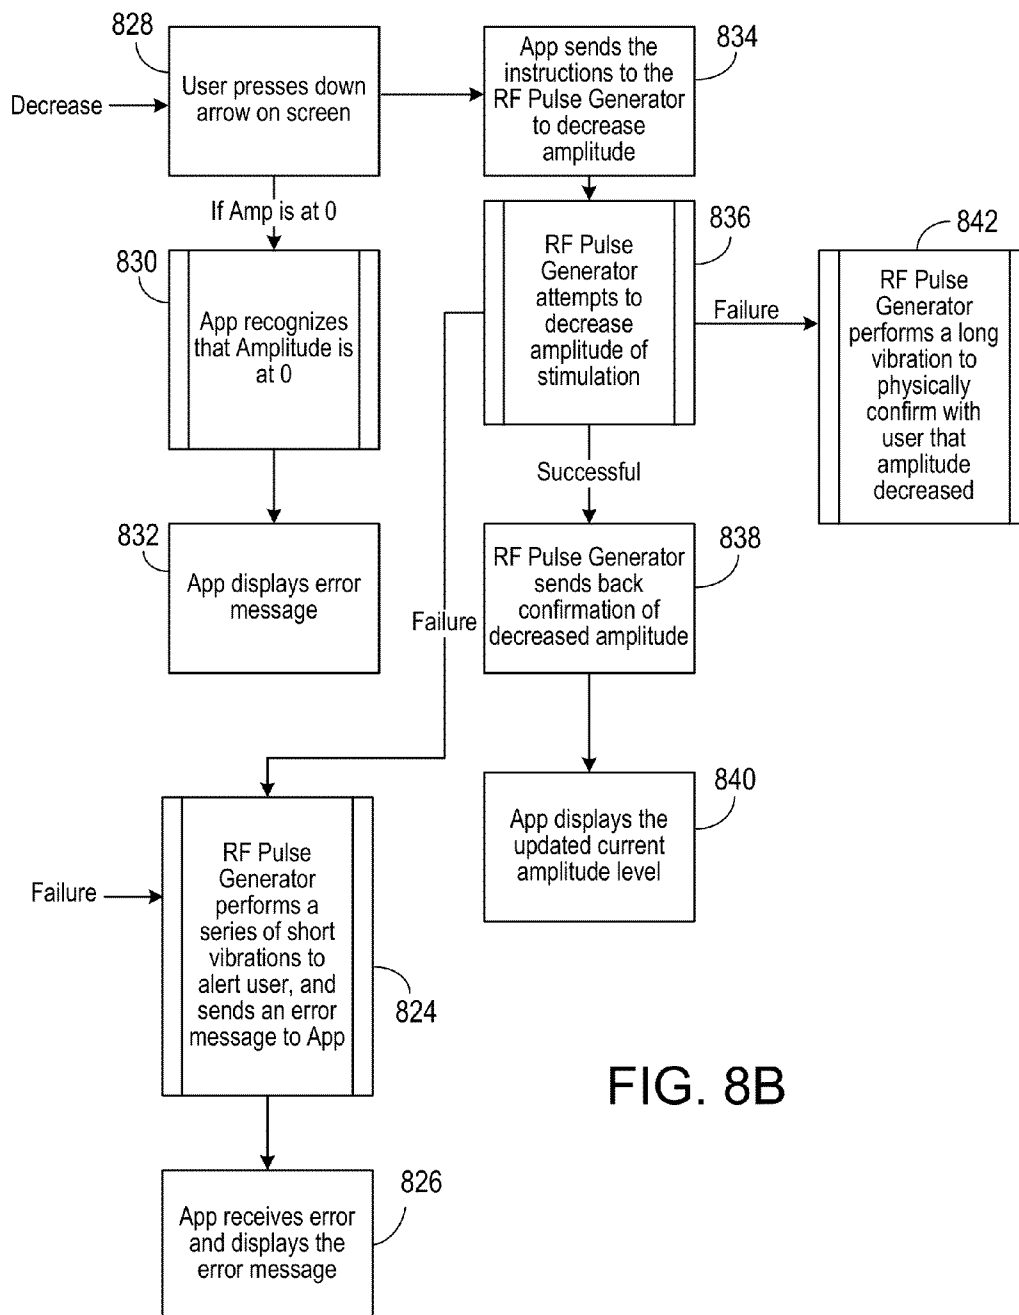 828
Decrease
User presses down
arrow on screen
834
App sends the
instructions to the
RF Pulse Generator
to decrease
amplitude
If Amp is at 0
830
App recognizes
that Amplitude is
at 0
836
RF Pulse
Generator
attempts to
decrease
amplitude of
stimulation
Failure
842
RF Pulse
Generator
performs a long
vibration to
physically
confirm with
user that
amplitude
decreased
Successful
832
App displays error
message
Failure
838
RF Pulse Generator
sends back
confirmation of
decreased amplitude
840
App displays the
updated current
amplitude level
Failure
RF Pulse
Generator
performs a
series of short
vibrations to
alert user, and
sends an error
message to App
824
FIG. 8B
826
App receives error
and displays the
error message